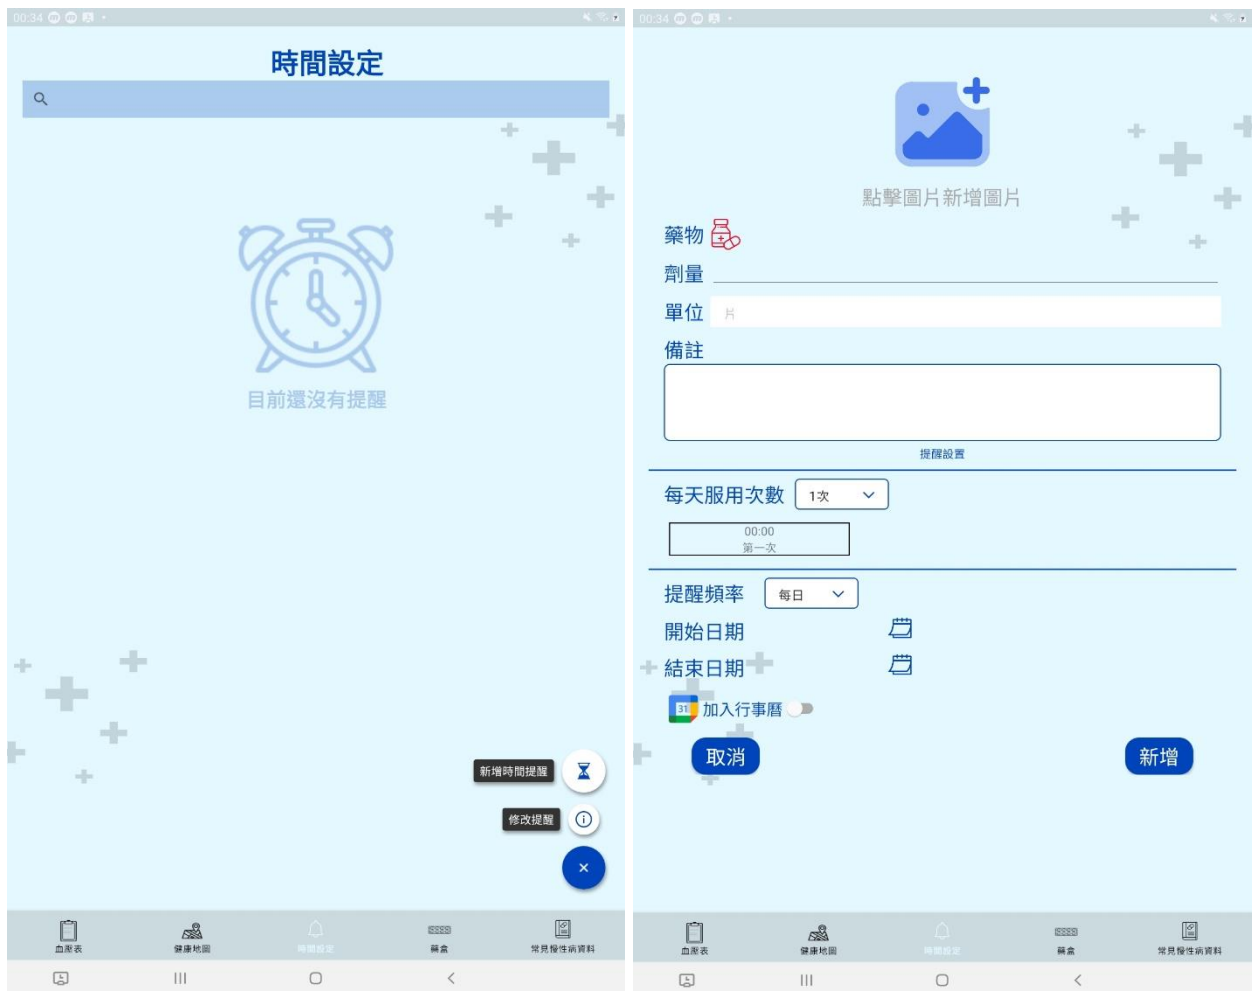 00:34
時間設定
目前還沒有提醒
新增時間提醒
修改提醒
血壓表
健康地圖
時間設定
藥盒
常見慢性病資料
00:34
點擊圖片新增圖片
藥物
劑量
單位 片
備註
提醒設置
每天服用次數 1次
00:00
第一次
提醒頻率 每日
開始日期
結束日期
31 加入行事曆
取消 新增
血壓表
健康地圖
時間設定
藥盒
常見慢性病資料